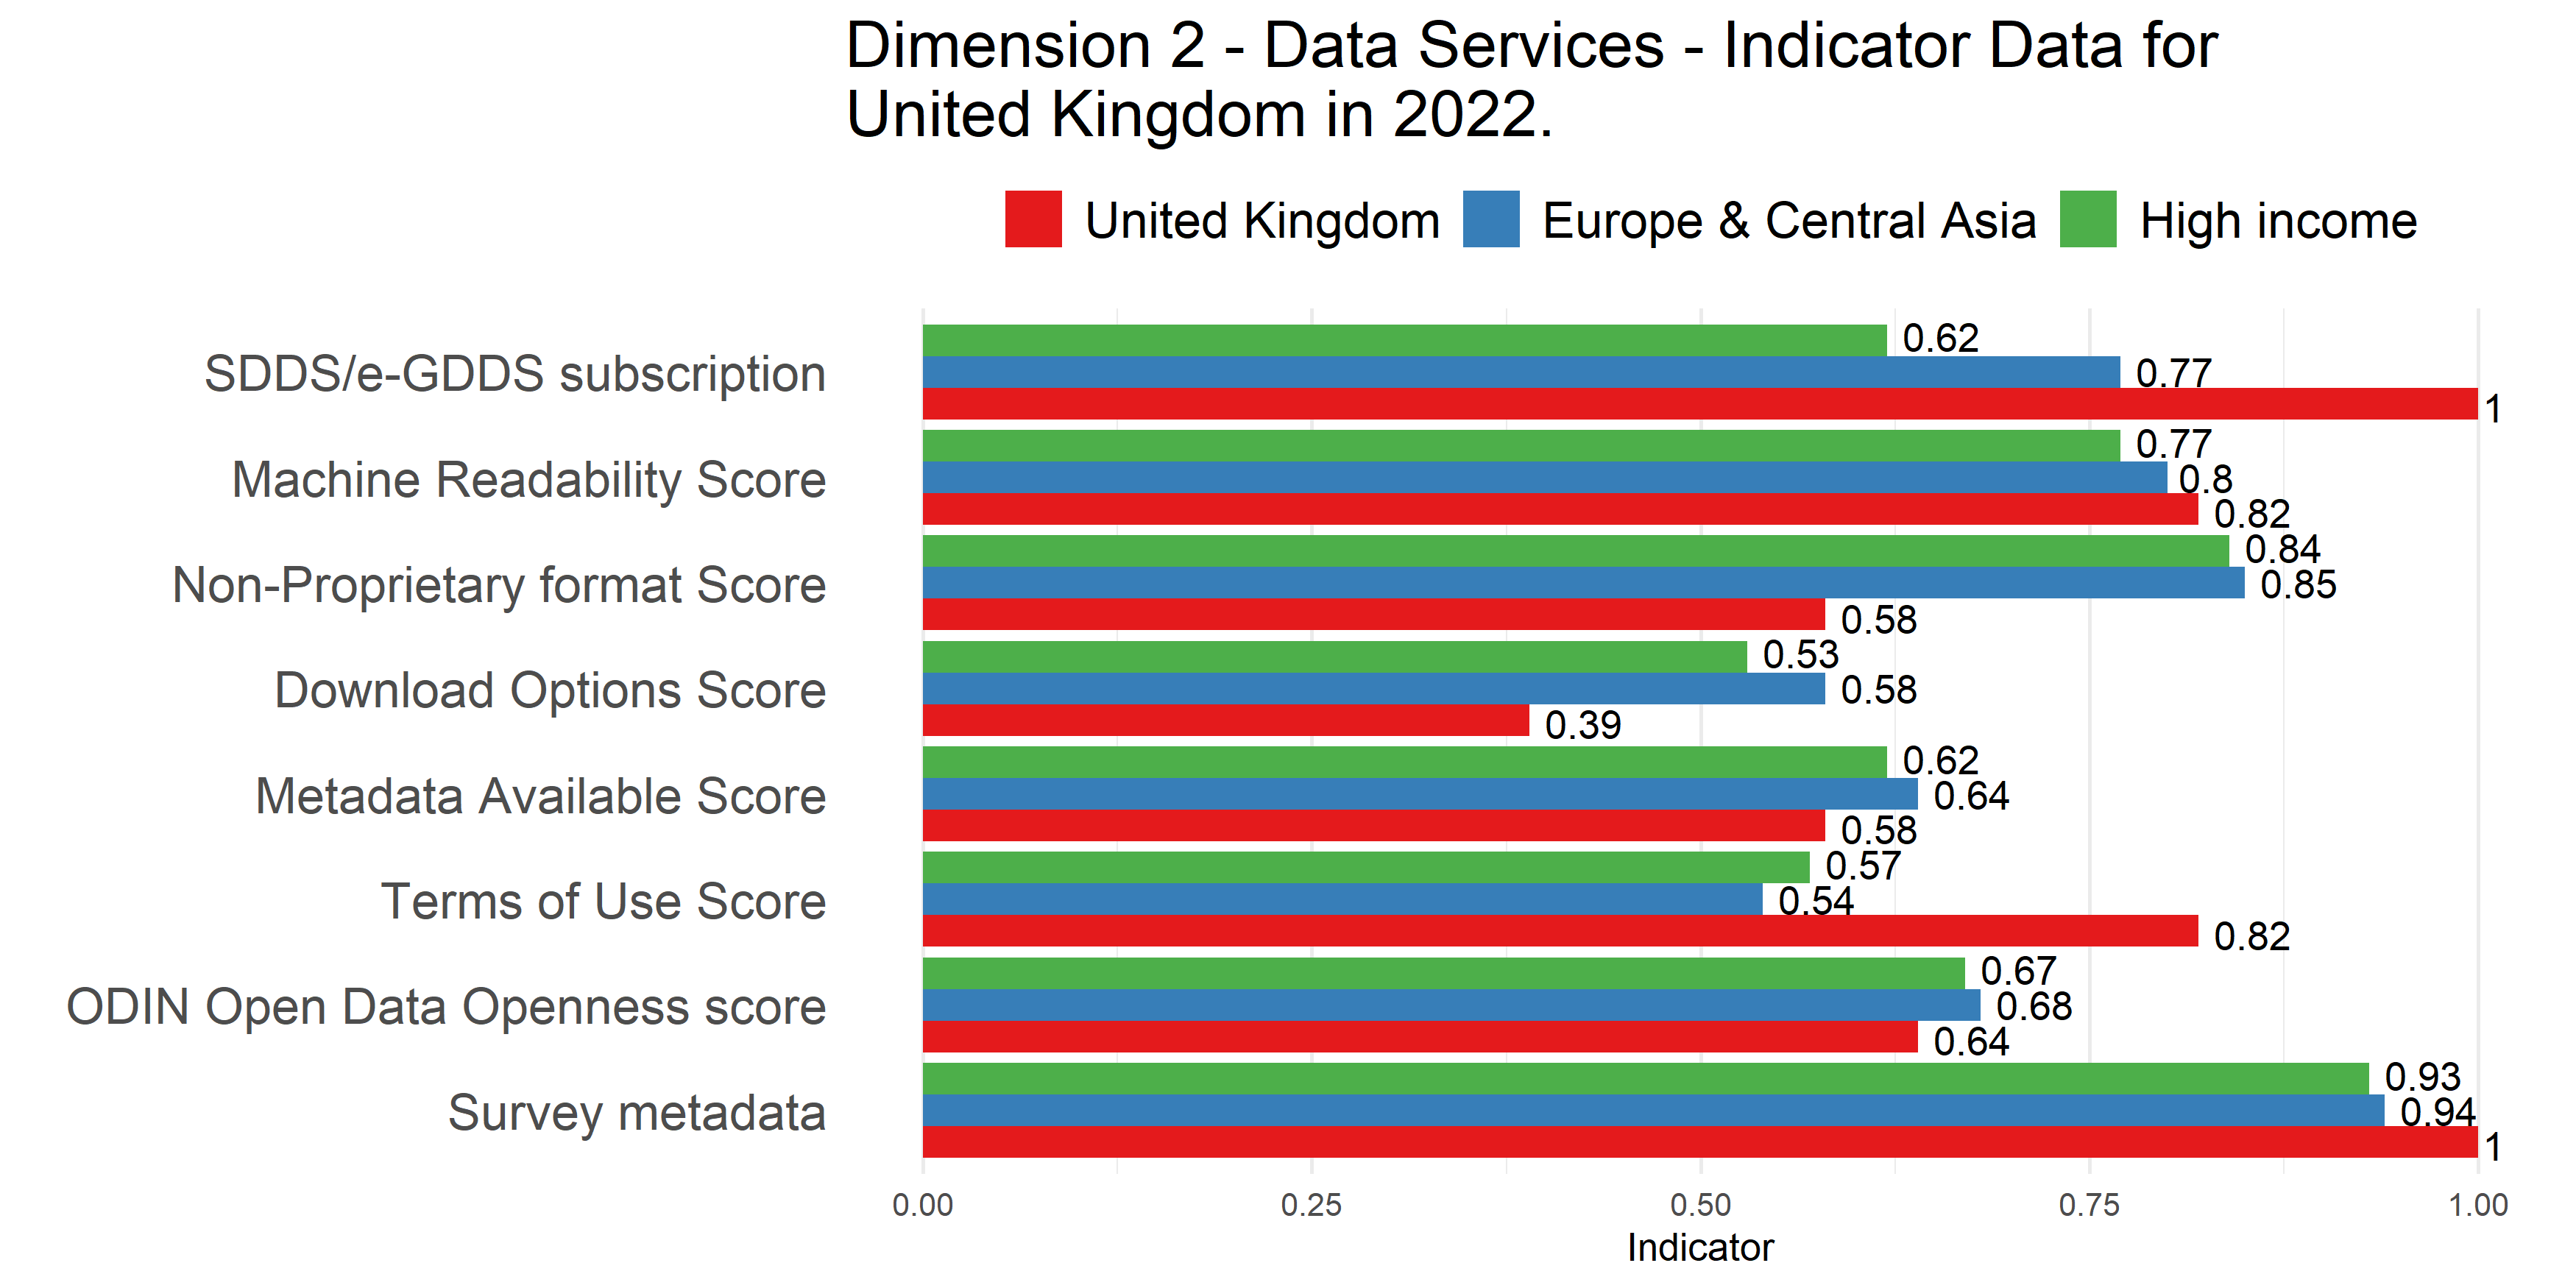 Dimension 2 - Data Services - Indicator Data for
United Kingdom in 2022.
United Kingdom Europe & Central Asia High income
SDDS/e-GDDS subscription
0.62
0.77
1
Machine Readability Score
0.77
0.8
0.82
Non-Proprietary format Score
0.84
0.85
0.58
Download Options Score
0.53
0.58
0.39
Metadata Available Score
0.62
0.64
0.58
Terms of Use Score
0.57
0.54
0.82
ODIN Open Data Openness score
0.67
0.68
0.64
Survey metadata
0.93
0.94
1
0.00 0.25 0.50 0.75 1.00
Indicator